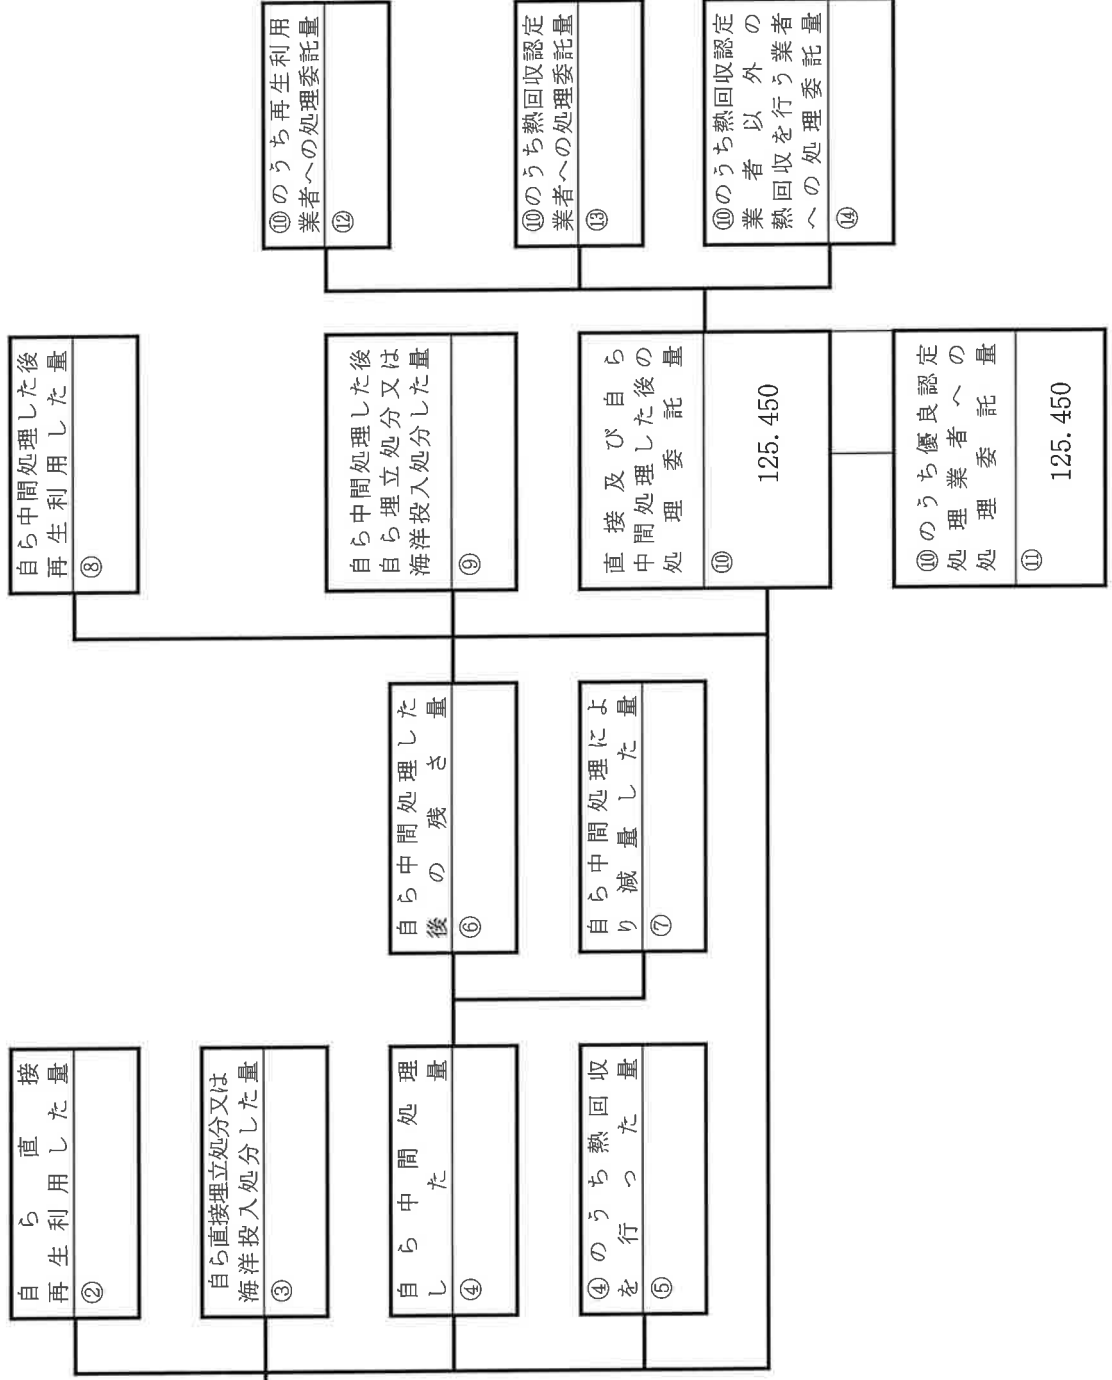 自ら直接
再生利用した量
②
自ら直接埋立処分又は
海洋投入処分した量
③
自ら中間処理
した量
④
④のうち熱回収
を行った量
⑤
自ら中間処理した
後の残さ量
⑥
自ら中間処理によ
り減量した量
⑦
自ら中間処理した後
再生利用した量
⑧
自ら中間処理した後
自ら埋立処分又は
海洋投入処分した量
⑨
直接及び自ら
中間処理した後の
処理委託量
⑩
125.450
⑩のうち優良認定
処理業者への
処理委託量
⑪
125.450
⑩のうち再生利用
業者への処理委託量
⑫
⑩のうち熱回収認定
業者への処理委託量
⑬
⑩のうち熱回収認定
業者以外の
熱回収を行う業者
への処理委託量
⑭